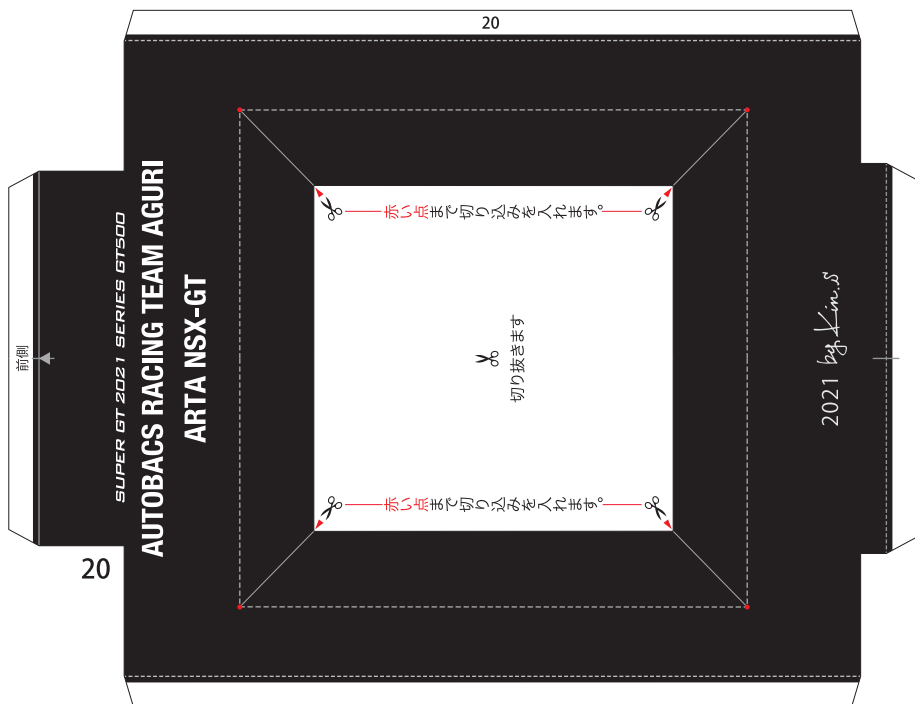 20
前側
SUPER GT 2021 SERIES GT500
AUTOBACS RACING TEAM AGURI
ARTA NSX-GT
赤い点まで切り込みを入れます。
切り抜きます
赤い点まで切り込みを入れます。
2021 by Kin.S
20